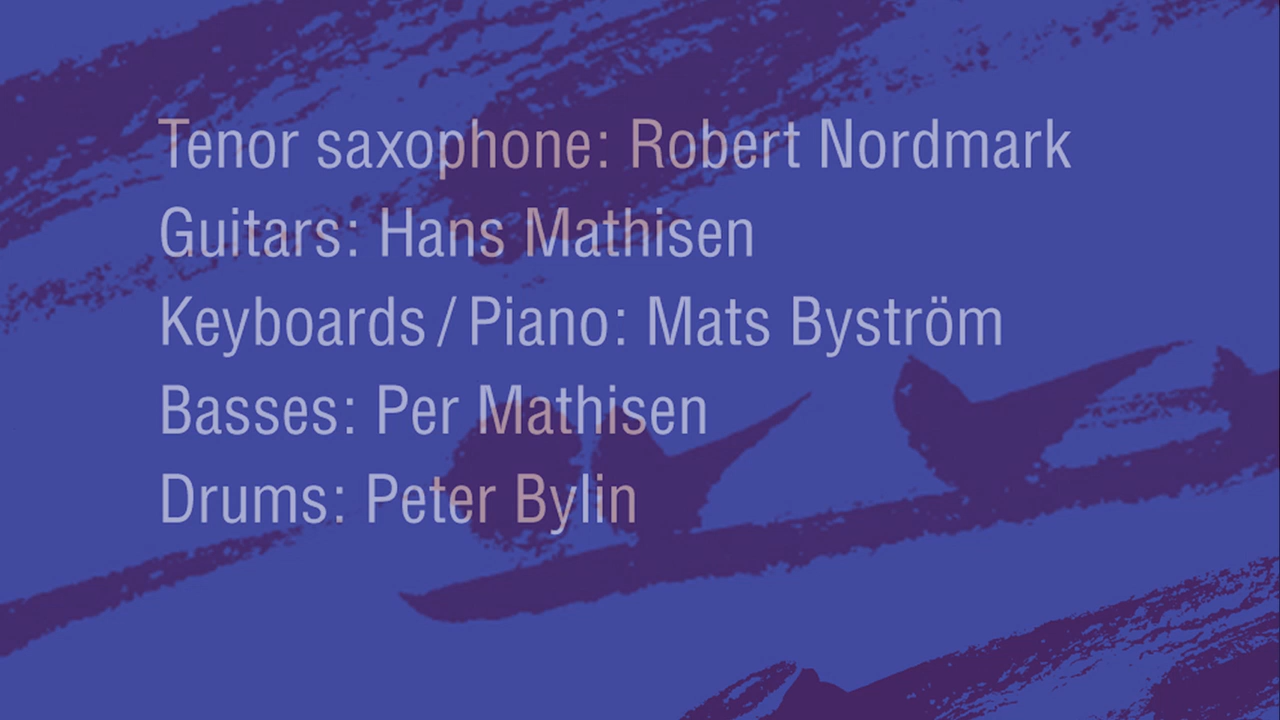 Tenor saxophone: Robert Nordmark
Guitars: Hans Mathisen
Keyboards / Piano: Mats Byström
Basses: Per Mathisen
Drums: Peter Bylin